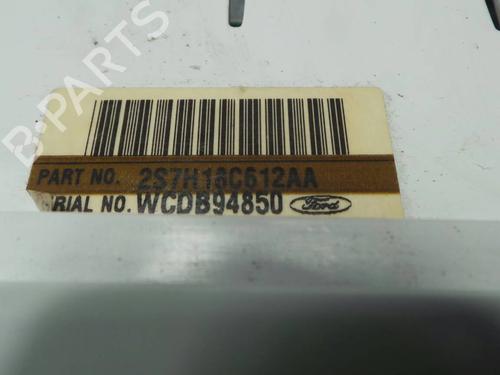 B-PARTS
PART NO. 2S7H18C612AA
RIAL NO. WCDB94850 Ford